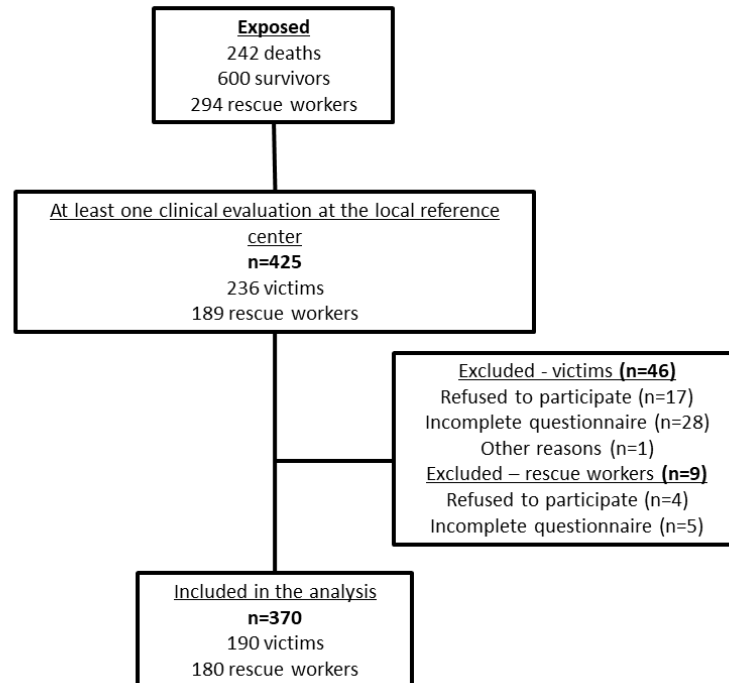 Exposed
242 deaths
600 survivors
294 rescue workers
At least one clinical evaluation at the local reference
center
n=425
236 victims
189 rescue workers
Excluded - victims (n=46)
Refused to participate (n=17)
Incomplete questionnaire (n=28)
Other reasons (n=1)
Excluded – rescue workers (n=9)
Refused to participate (n=4)
Incomplete questionnaire (n=5)
Included in the analysis
n=370
190 victims
180 rescue workers